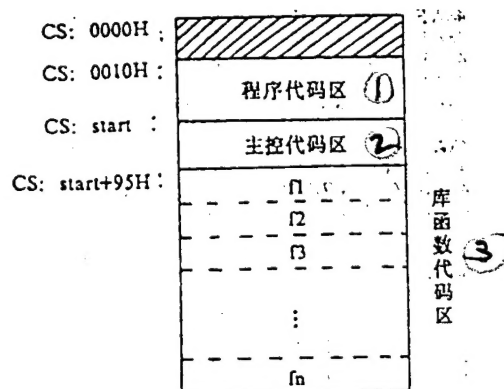 CS: 0000H :
CS: 0010H :
程序代码区 ①
CS: start :
主控代码区 ②
CS: start+95H :
f1
f2
f3
⋮
fn
库函数代码区 ③